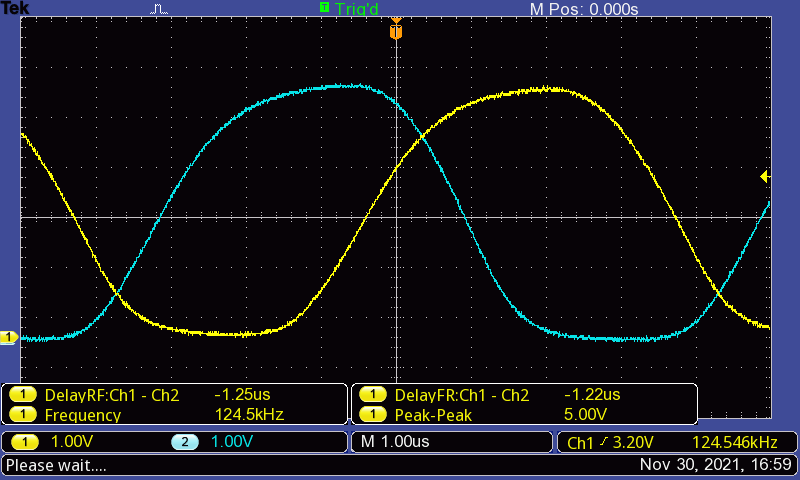 Tek T Trig'd M Pos: 0.000s
T
1
1 DelayRF:Ch1 - Ch2 -1.25us 1 DelayFR:Ch1 - Ch2 -1.22us
1 Frequency 124.5kHz 1 Peak-Peak 5.00V
1 1.00V 2 1.00V M 1.00us Ch1 / 3.20V 124.546kHz
Please wait.... Nov 30, 2021, 16:59